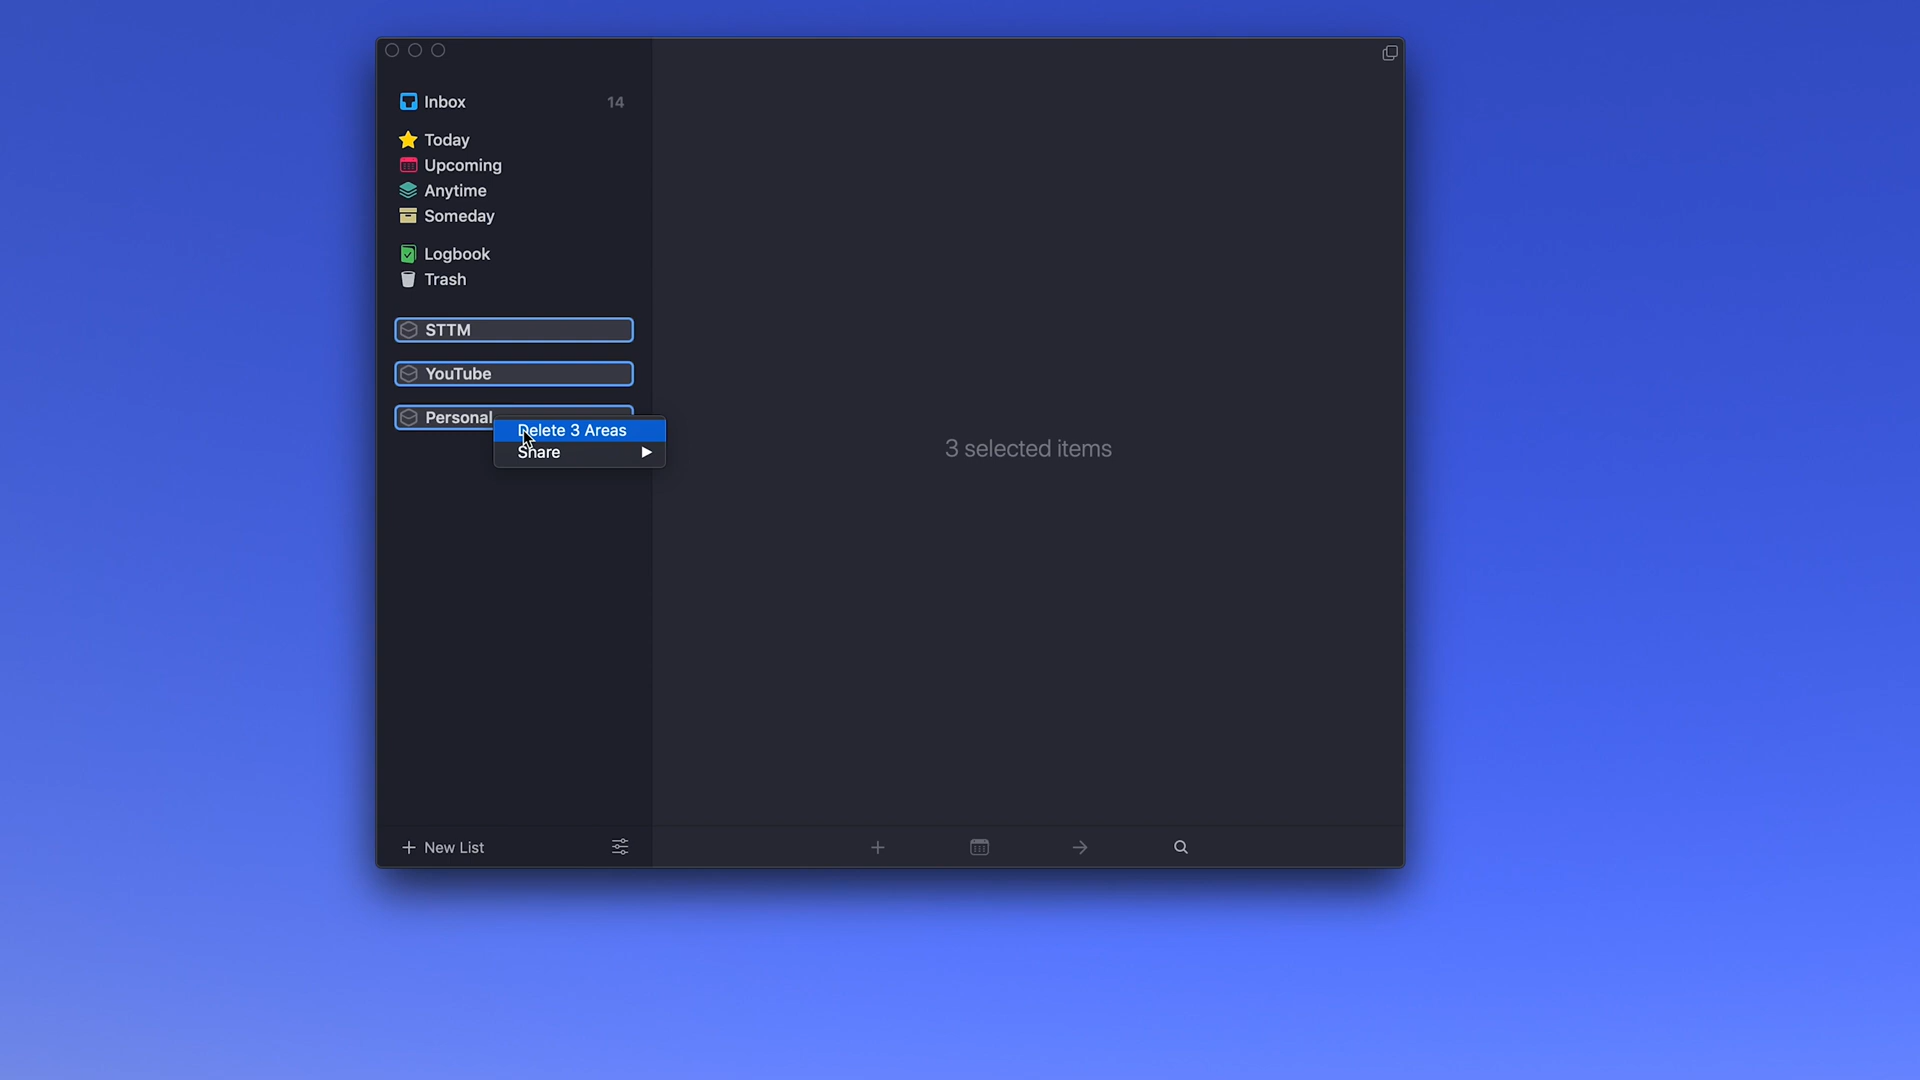 Inbox 14
Today
Upcoming
Anytime
Someday
Logbook
Trash
STTM
YouTube
Personal
Delete 3 Areas
Share
3 selected items
New List